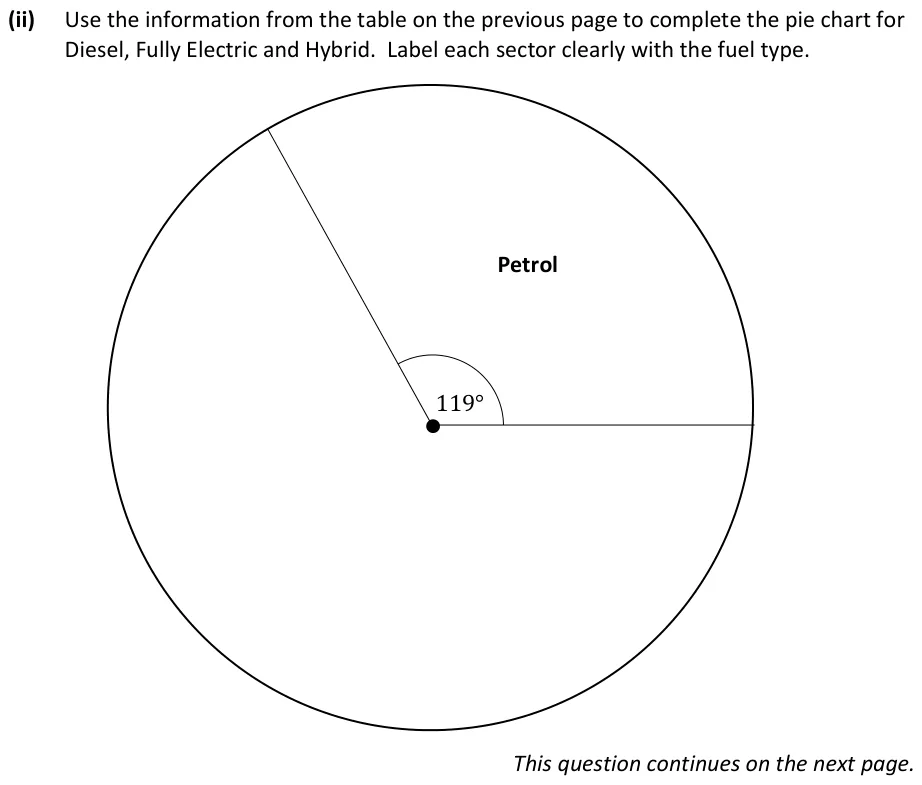 (ii) Use the information from the table on the previous page to complete the pie chart for
Diesel, Fully Electric and Hybrid. Label each sector clearly with the fuel type.
Petrol
119°
This question continues on the next page.